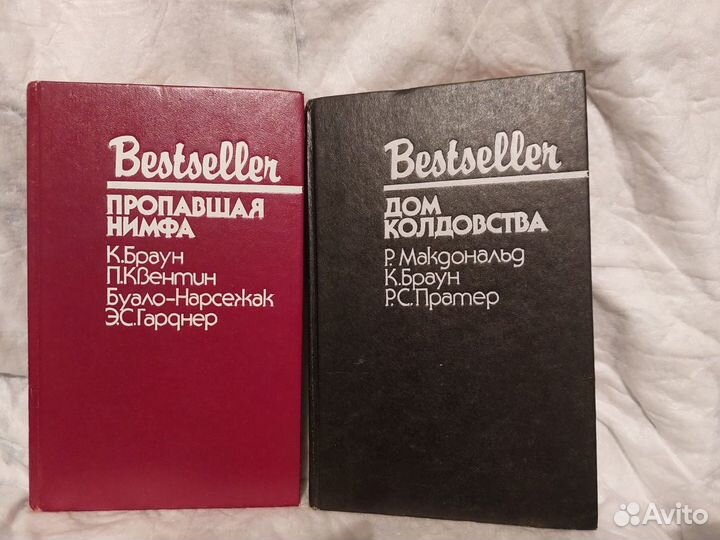 Bestseller
ПРОПАВШАЯ
НИМФА
К.Браун
П.Квентин
Буало-Нарсежак
Э.С.Гарднер
Bestseller
ДОМ
КОЛДОВСТВА
Р.Макдональд
К.Браун
Р.С.Пратер
Avito